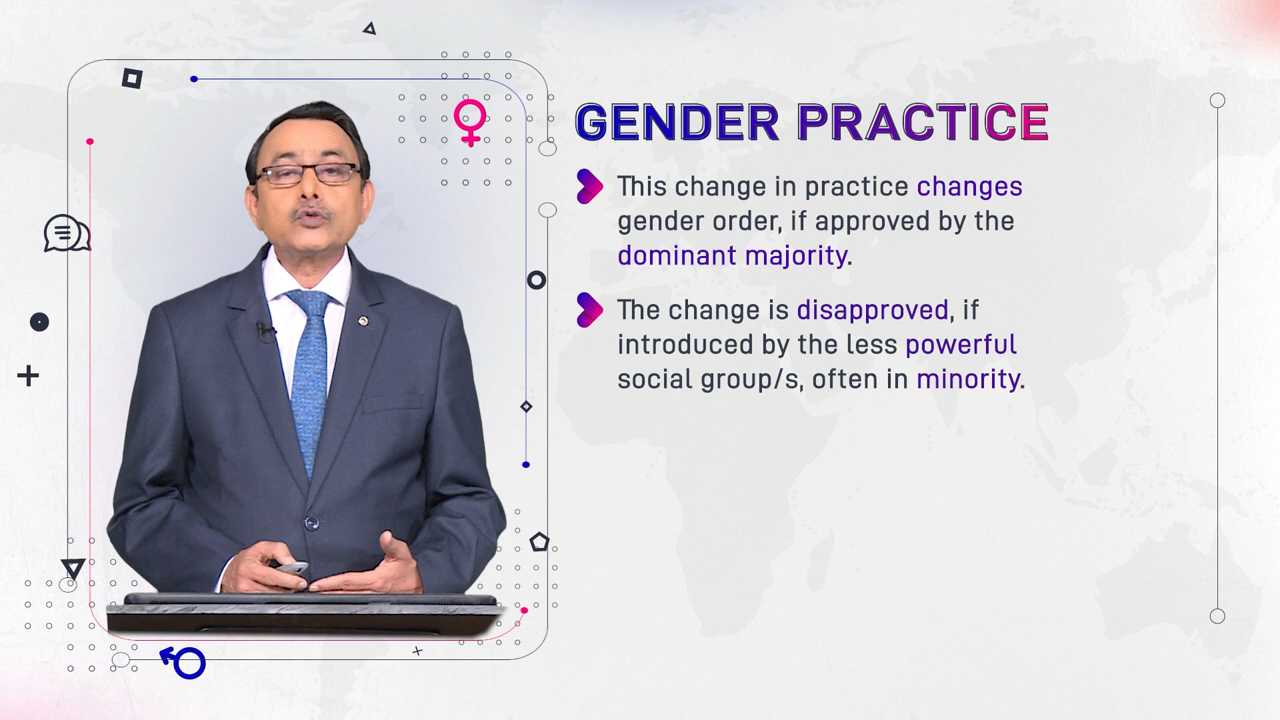 GENDER PRACTICE
This change in practice changes
gender order, if approved by the
dominant majority.
The change is disapproved, if
introduced by the less powerful
social group/s, often in minority.